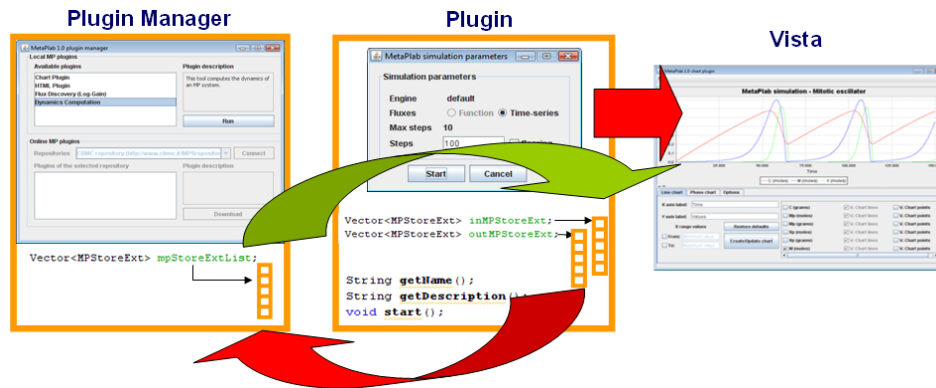 Plugin Manager
Plugin
Vista
MetaPlab 1.0 plugin manager
Local MP plugins
Available plugins
Plugin description
Chart Plugin
HTML Plugin
Flux Discovery (Log-Gain)
Dynamics Computation
This tool computes the dynamics of
an MP system.
Run
Online MP plugins
Repositories
Connect
Plugins of the selected repository
Plugin description
Download
Vector<MPStoreExt> mpStoreExtList;
MetaPlab simulation parameters
Simulation parameters
Engine default
Fluxes Function Time-series
Max steps 10
Steps 100
Start Cancel
Vector<MPStoreExt> inMPStoreExt;
Vector<MPStoreExt> outMPStoreExt;
String getName();
String getDescription();
void start();
1.0 chart plugin
MetaPlab simulation - Mitotic oscillator
Time
Line chart Phase chart Options
X axis label: Time
Y axis label: Values
X range values
Restore defaults
From:
To:
Create/Update chart